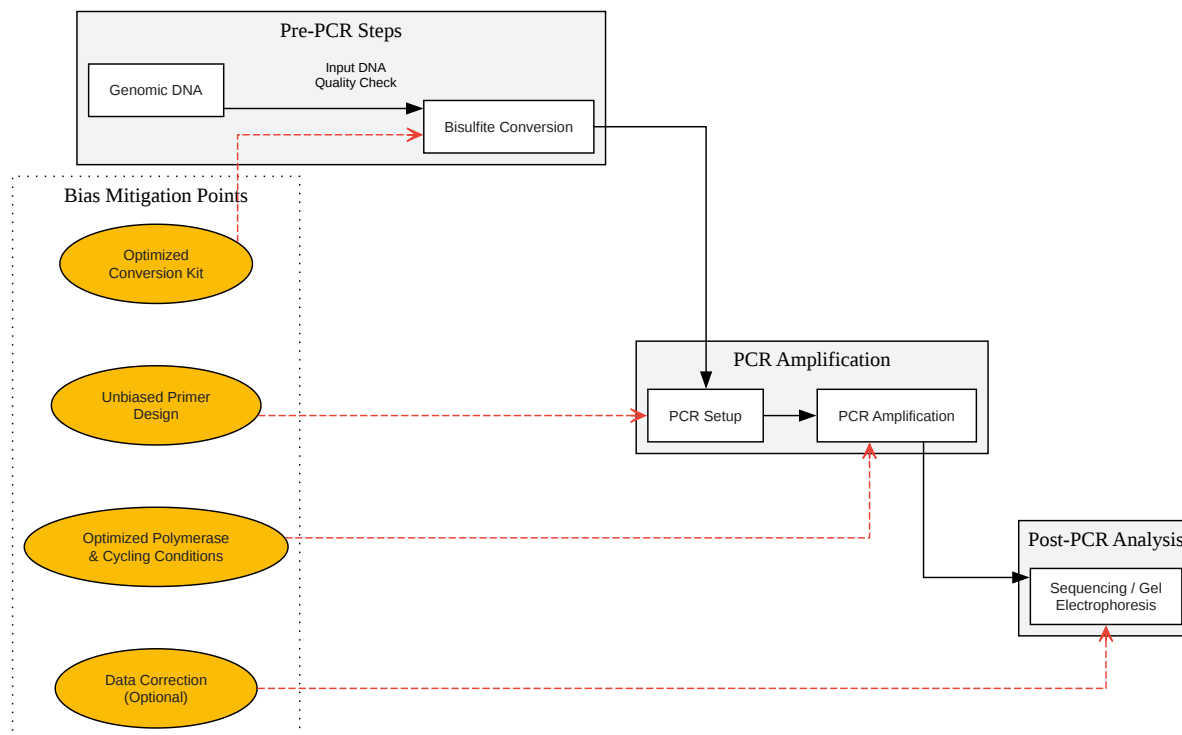 Pre-PCR Steps
Input DNA
Quality Check
Genomic DNA
Bisulfite Conversion
Bias Mitigation Points
Optimized
Conversion Kit
Unbiased Primer
Design
Optimized Polymerase
& Cycling Conditions
Data Correction
(Optional)
PCR Amplification
PCR Setup
PCR Amplification
Post-PCR Analysis
Sequencing / Gel
Electrophoresis